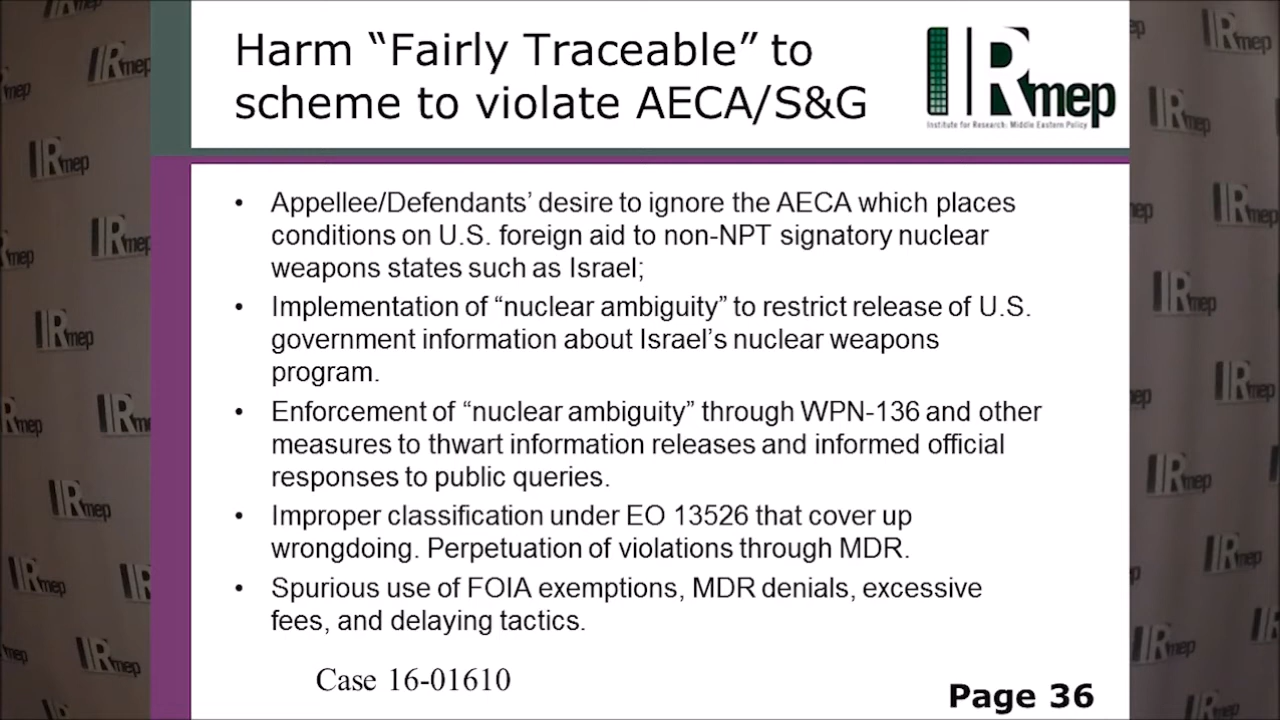 Harm “Fairly Traceable” to
scheme to violate AECA/S&G
IRmep
Institute for Research: Middle Eastern Policy
• Appellee/Defendants’ desire to ignore the AECA which places
conditions on U.S. foreign aid to non-NPT signatory nuclear
weapons states such as Israel;
• Implementation of “nuclear ambiguity” to restrict release of U.S.
government information about Israel’s nuclear weapons
program.
• Enforcement of “nuclear ambiguity” through WPN-136 and other
measures to thwart information releases and informed official
responses to public queries.
• Improper classification under EO 13526 that cover up
wrongdoing. Perpetuation of violations through MDR.
• Spurious use of FOIA exemptions, MDR denials, excessive
fees, and delaying tactics.
Case 16-01610
Page 36